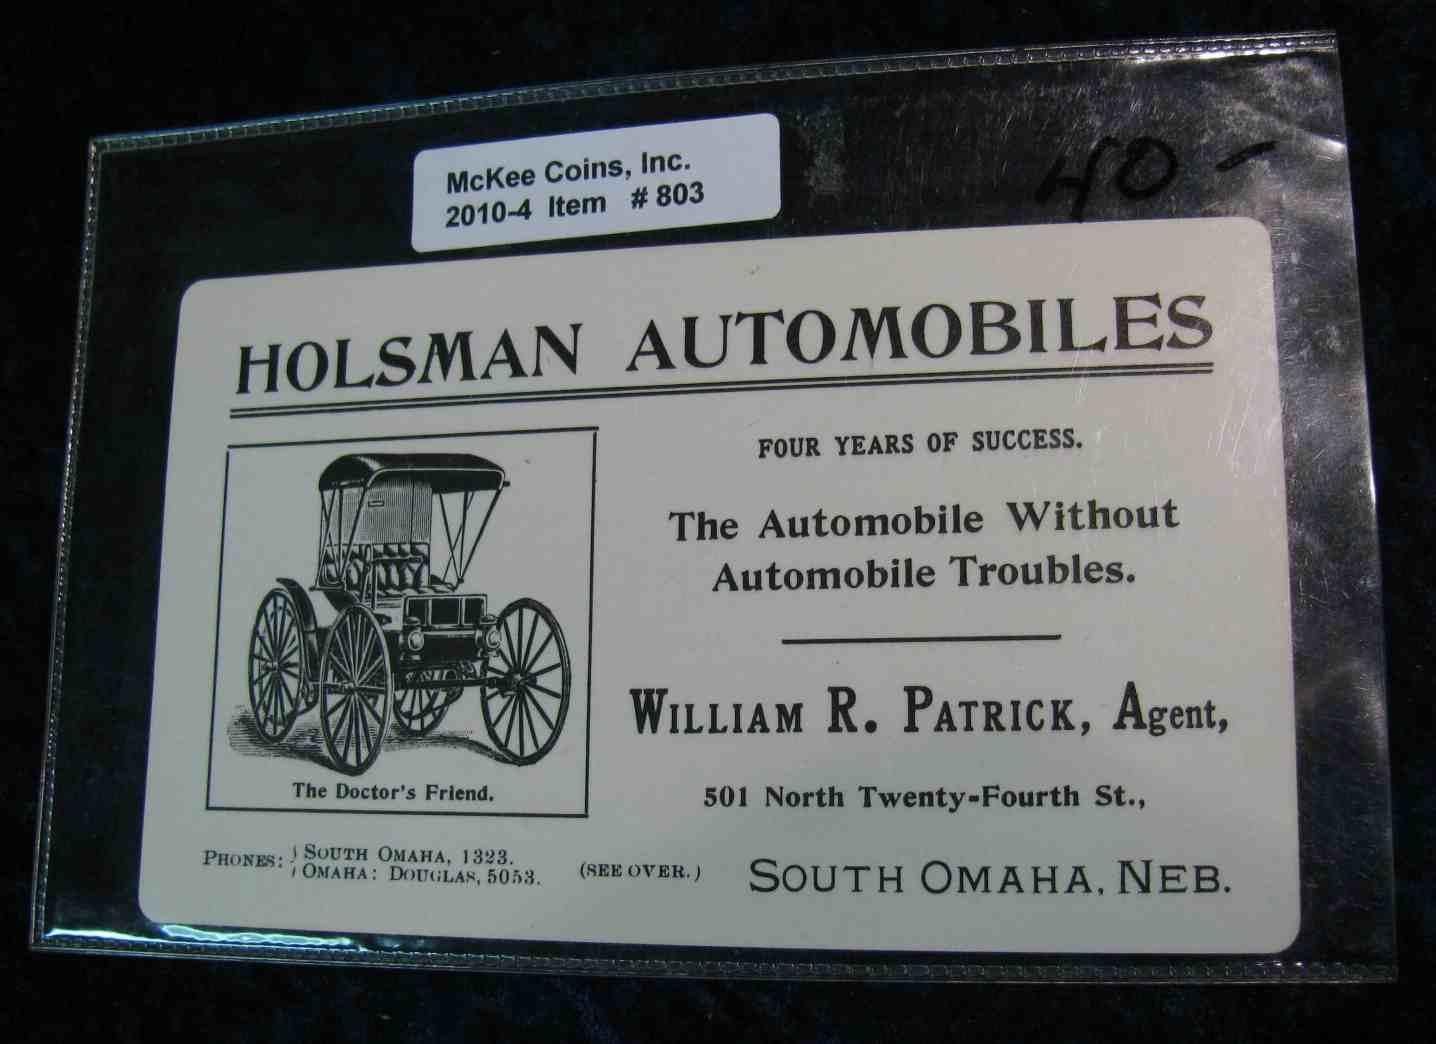 McKee Coins, Inc.
2010-4 Item # 803
40 -
HOLSMAN AUTOMOBILES
FOUR YEARS OF SUCCESS.
The Automobile Without
Automobile Troubles.
WILLIAM R. PATRICK, Agent,
501 North Twenty-Fourth St.,
SOUTH OMAHA, NEB.
The Doctor's Friend.
PHONES: SOUTH OMAHA, 1323.
OMAHA: DOUGLAS, 5053.
(SEE OVER.)